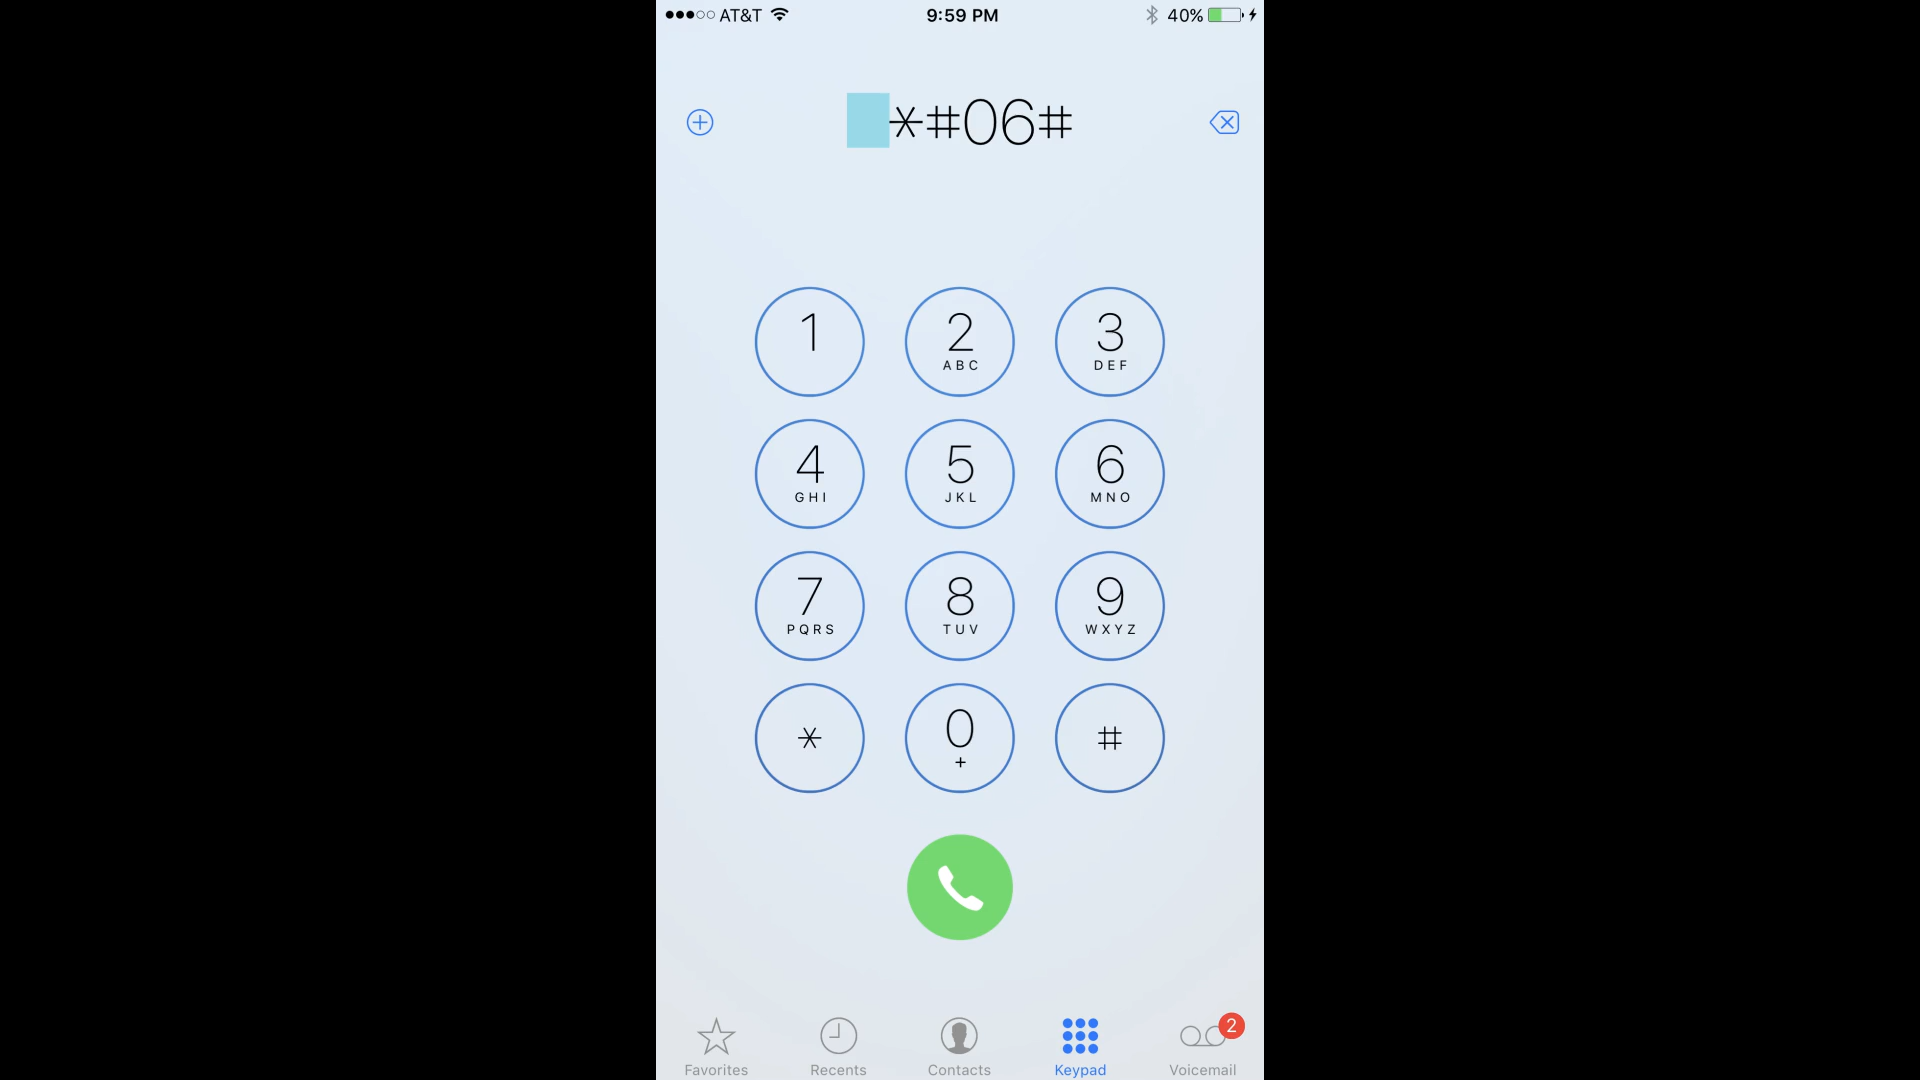 AT&T 9:59 PM 40%
*#06#
1 2 3
ABC DEF
4 5 6
GHI JKL MNO
7 8 9
PQRS TUV WXYZ
* 0 #
+
2
Favorites Recents Contacts Keypad Voicemail